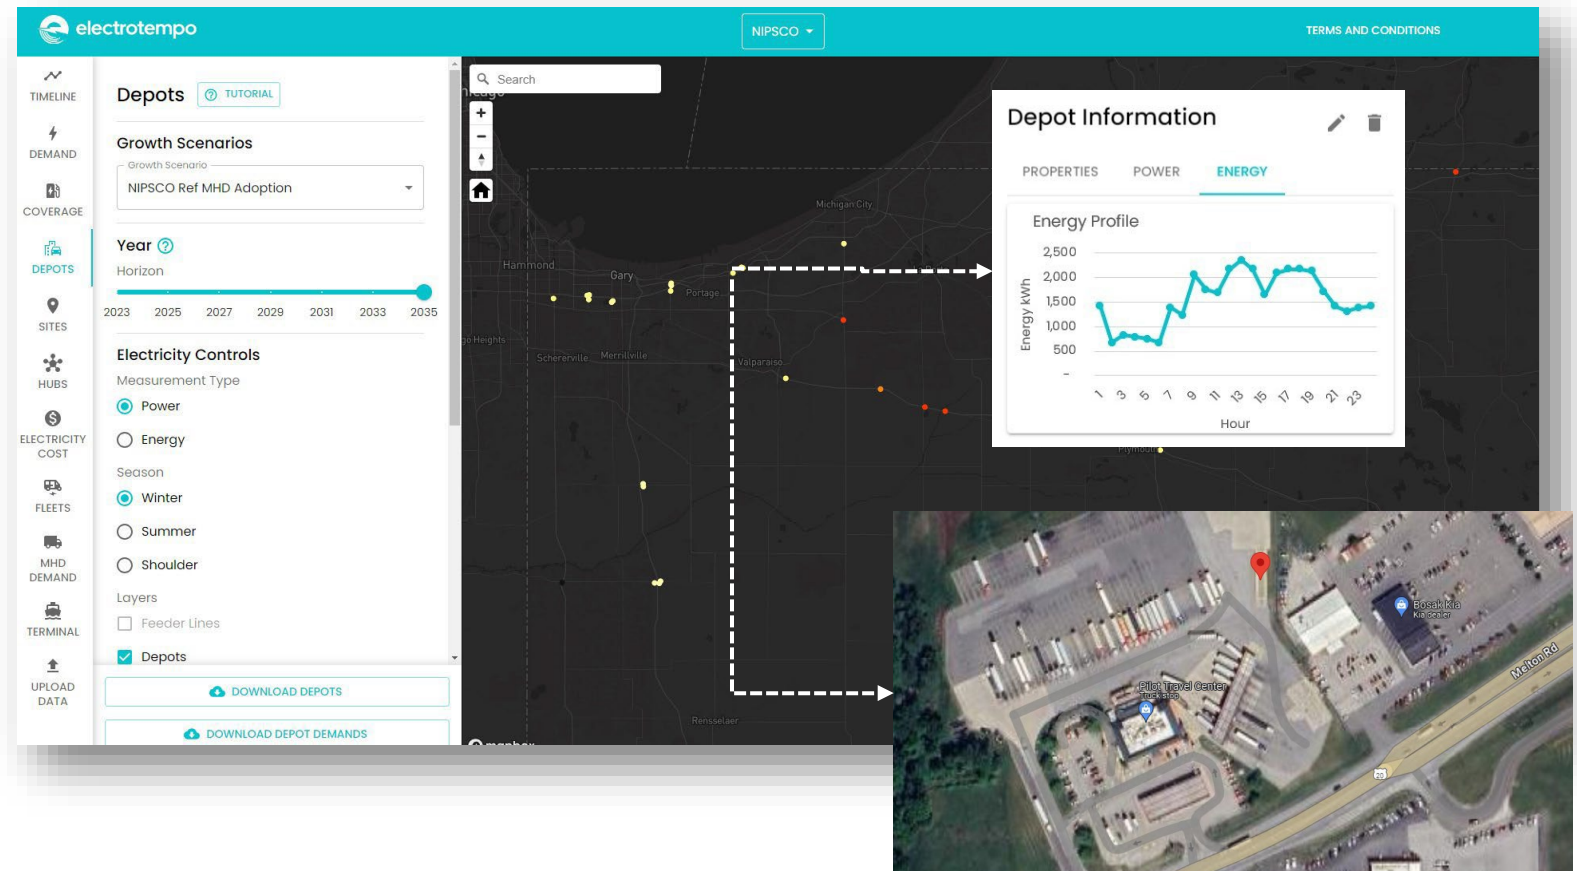 electrotempo
NIPSCO
TERMS AND CONDITIONS
TIMELINE
DEMAND
COVERAGE
DEPOTS
SITES
HUBS
ELECTRICITY
COST
FLEETS
MHD
DEMAND
TERMINAL
UPLOAD
DATA
Depots
TUTORIAL
Growth Scenarios
Growth Scenario
NIPSCO Ref MHD Adoption
Year
Horizon
2023 2025 2027 2029 2031 2033 2035
Electricity Controls
Measurement Type
Power
Energy
Season
Winter
Summer
Shoulder
Layers
Feeder Lines
Depots
DOWNLOAD DEPOTS
DOWNLOAD DEPOT DEMANDS
Search
Michigan City
Hammond
Gary
Portage
Schererville
Merrillville
Valparaiso
Plymouth
Rensselaer
Depot Information
PROPERTIES POWER ENERGY
Energy Profile
Energy kWh
2,500
2,000
1,500
1,000
500
-
1 3 5 7 9 11 13 15 17 19 21 23
Hour
Bosak Kia
Kia dealer
Melton Rd
Pilot Travel Center
Truck stop
20